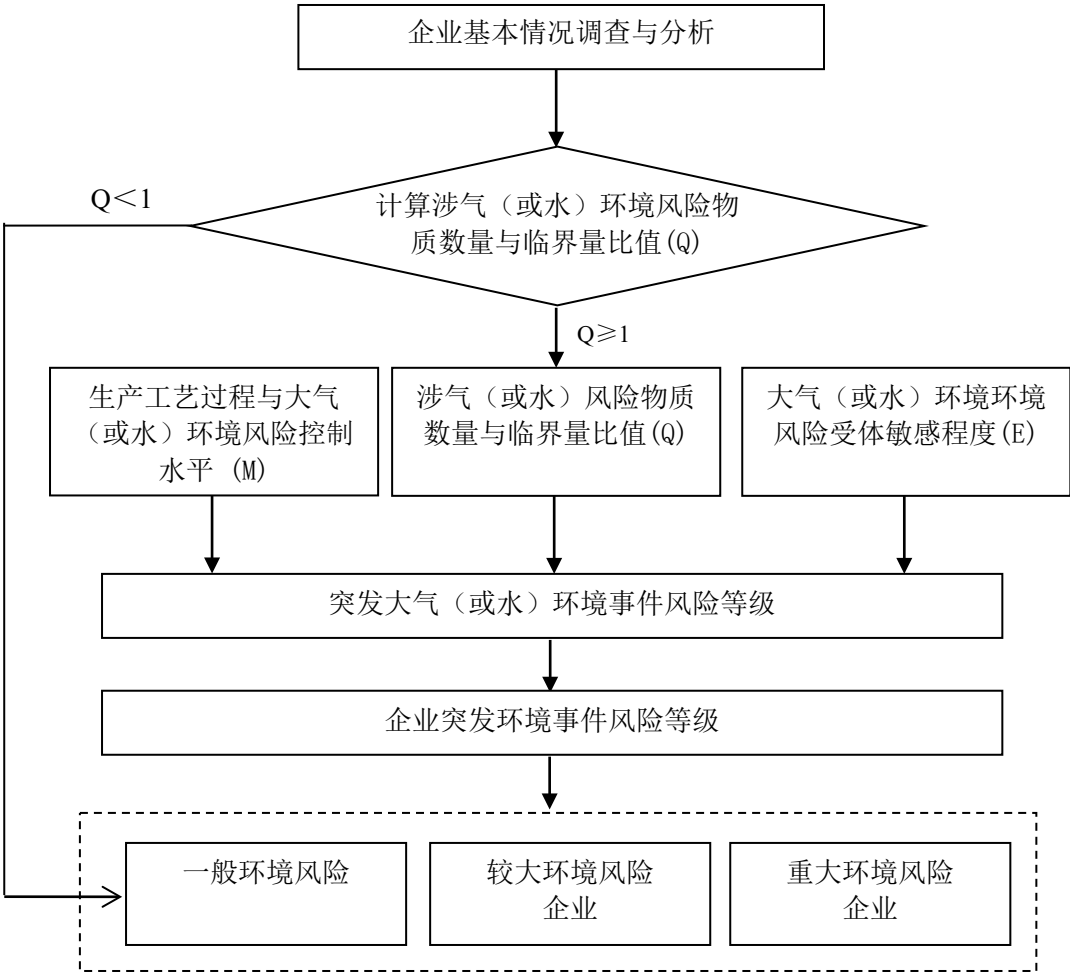 企业基本情况调查与分析
Q＜1
计算涉气（或水）环境风险物
质数量与临界量比值(Q)
Q≥1
生产工艺过程与大气
（或水）环境风险控制
水平 (M)
涉气（或水）风险物质
数量与临界量比值(Q)
大气（或水）环境环境
风险受体敏感程度(E)
突发大气（或水）环境事件风险等级
企业突发环境事件风险等级
一般环境风险
较大环境风险
企业
重大环境风险
企业